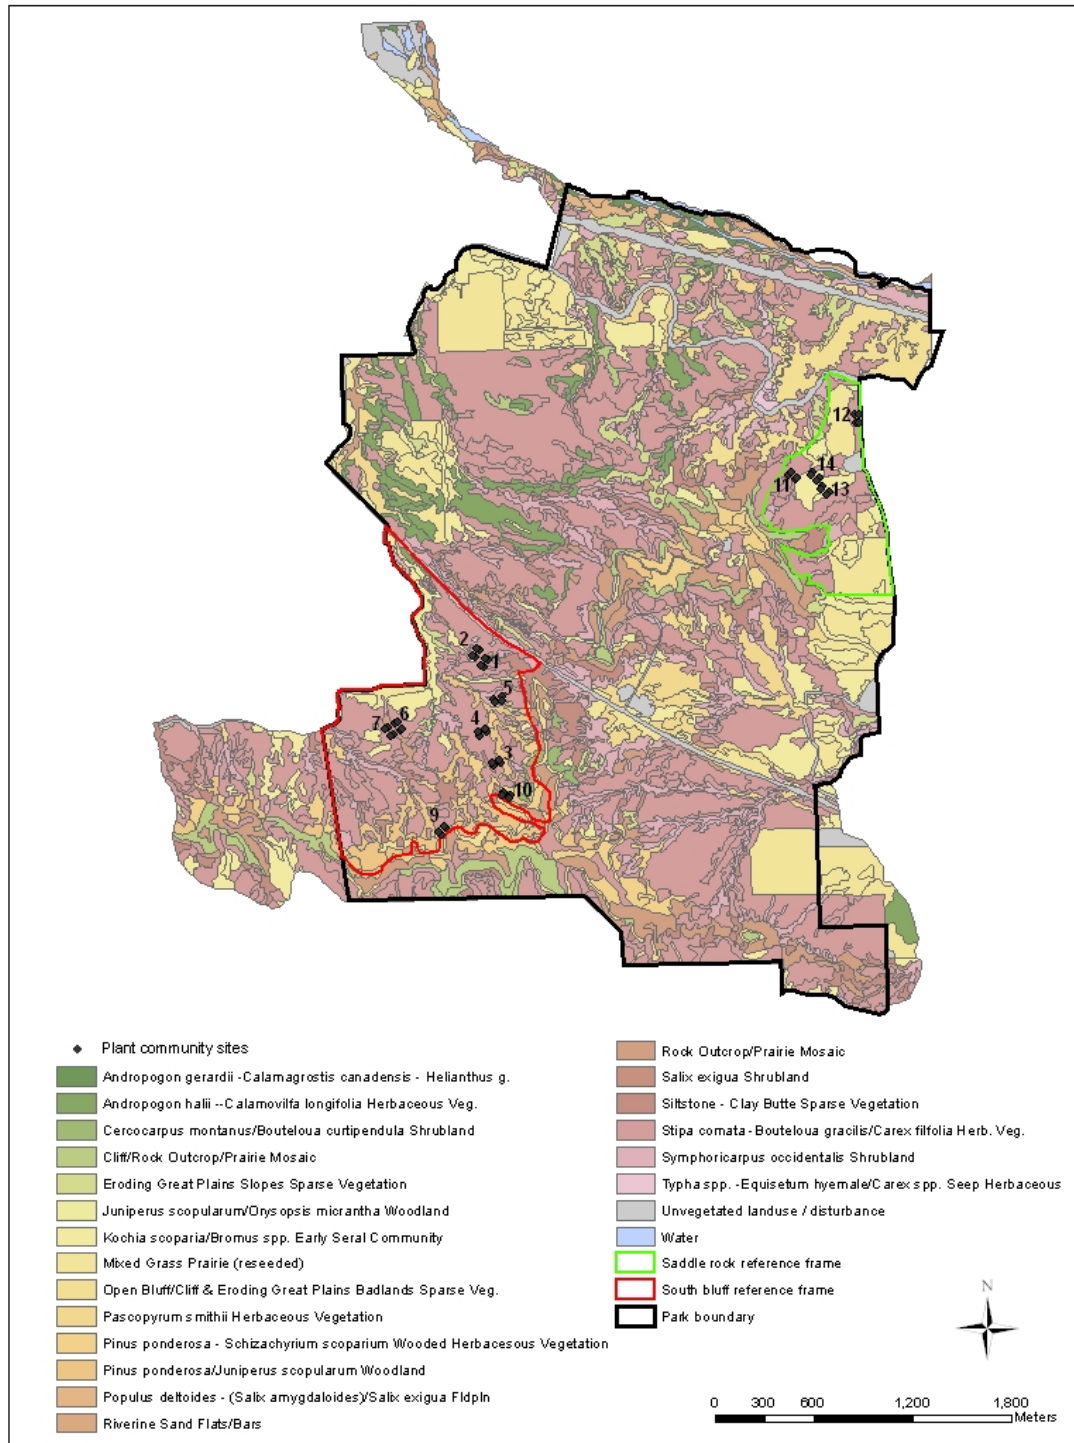 12
14
11
13
2
1
5
6
7
4
3
10
9
Plant community sites
Andropogon gerardii -Calamagrostis canadensis - Helianthus g.
Andropogon halii --Calamovilfa longifolia Herbaceous Veg.
Cercocarpus montanus/Bouteloua curtipendula Shrubland
Cliff/Rock Outcrop/Prairie Mosaic
Eroding Great Plains Slopes Sparse Vegetation
Juniperus scopularum/Orysopsis micrantha Woodland
Kochia scoparia/Bromus spp. Early Seral Community
Mixed Grass Prairie (reseeded)
Open Bluff/Cliff & Eroding Great Plains Badlands Sparse Veg.
Pascopyrum smithii Herbaceous Vegetation
Pinus ponderosa - Schizachyrium scoparium Wooded Herbacesous Vegetation
Pinus ponderosa/Juniperus scopularum Woodland
Populus deltoides - (Salix amygdaloides)/Salix exigua Fldpln
Riverine Sand Flats/Bars
Rock Outcrop/Prairie Mosaic
Salix exigua Shrubland
Siltstone - Clay Butte Sparse Vegetation
Stipa comata - Bouteloua gracilis/Carex filfolia Herb. Veg.
Symphoricarpus occidentalis Shrubland
Typha spp. -Equisetum hyemale/Carex spp. Seep Herbaceous
Unvegetated landuse / disturbance
Water
Saddle rock reference frame
South bluff reference frame
Park boundary
N
0 300 600 1,200 1,800
Meters